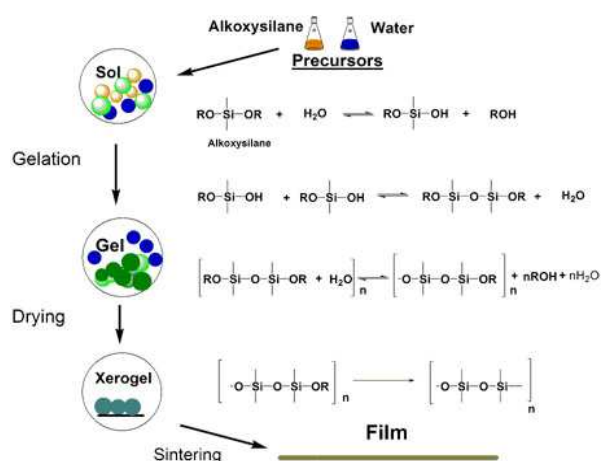 Alkoxysilane
Water
Precursors
Sol
RO—Si—OR + H₂O ⇌ RO—Si—OH + ROH
Alkoxysilane
Gelation
RO—Si—OH + RO—Si—OH ⇌ RO—Si—O—Si—OR + H₂O
Gel
[RO—Si—O—Si—OR + H₂O]n ⇌ [·O—Si—O—Si—OR]n + nROH + nH₂O
Drying
Xerogel
[·O—Si—O—Si—OR]n → [·O—Si—O—Si—]n
Film
Sintering